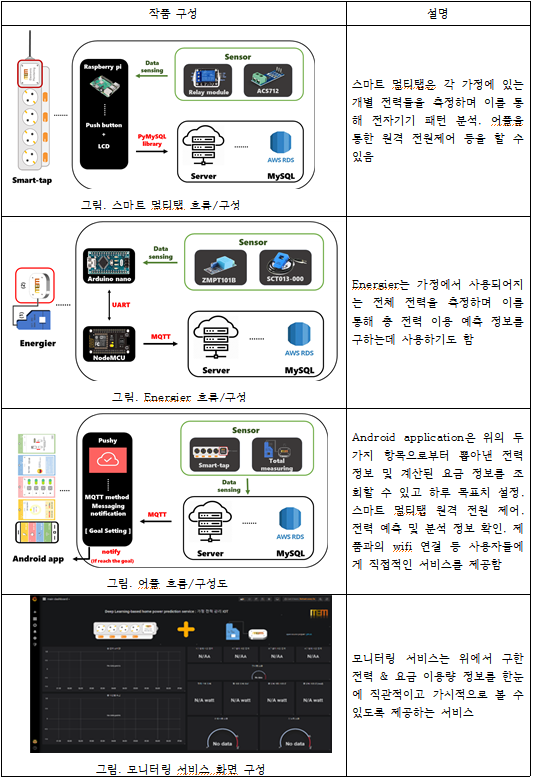 작품 구성
설명
Sensor
Raspberry pi
Data
sensing
Relay module
ACS712
Push button
+
LCD
PyMySQL
library
AWS RDS
Smart-tap
Server
MySQL
그림. 스마트 멀티탭 흐름/구성
스마트 멀티탭은 각 가정에 있는
개별 전력들을 측정하며 이를 통
해 전자기기 패턴 분석, 어플을
통한 원격 전원제어 등을 할 수
있음
Sensor
Data
sensing
Arduino nano
ZMPT101B
SCT013-000
UART
Energier
MQTT
AWS RDS
NodeMCU
Server
MySQL
그림. Energier 흐름/구성
Energier는 가정에서 사용되어지
는 전체 전력을 측정하며 이를
통해 총 전력 이용 예측 정보를
구하는데 사용하기도 함
Pushy
Sensor
Smart-tap
Total
measuring
Data
sensing
MQTT method
Messaging
notification
[ Goal Setting ]
MQTT
AWS RDS
Android app
Server
MySQL
notify
(If reach the goal)
그림. 어플 흐름/구성도
Android application은 위의 두
가지 항목으로부터 뽑아낸 전력
정보 및 계산된 요금 정보를 조
회할 수 있고 하루 목표치 설정,
스마트 멀티탭 원격 전원 제어,
전력 예측 및 분석 정보 확인, 제
품과의 wifi 연결 등 사용자들에
게 직접적인 서비스를 제공함
Deep Learning based home power prediction service : 가정 전력 감시 IOT
N/A
N/A
N/A
N/A
N/A watt
N/A watt
N/A watt
No data
No data
그림. 모니터링 서비스 화면 구성
모니터링 서비스는 위에서 구한
전력 & 요금 이용량 정보를 한눈
에 직관적이고 가시적으로 볼 수
있도록 제공하는 서비스